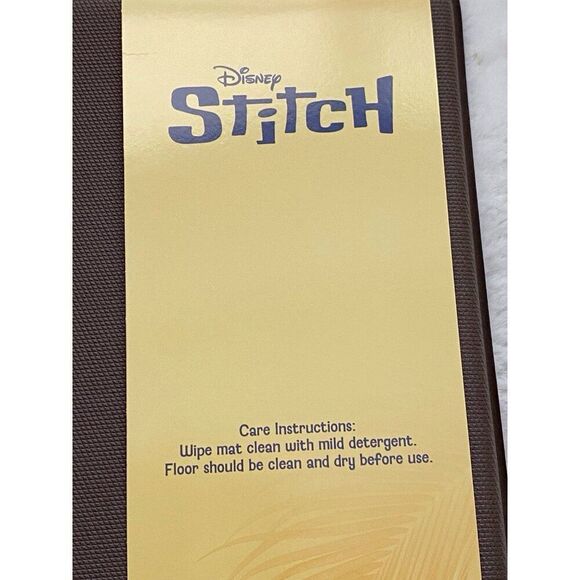 Disney
Stitch
Care Instructions:
Wipe mat clean with mild detergent.
Floor should be clean and dry before use.